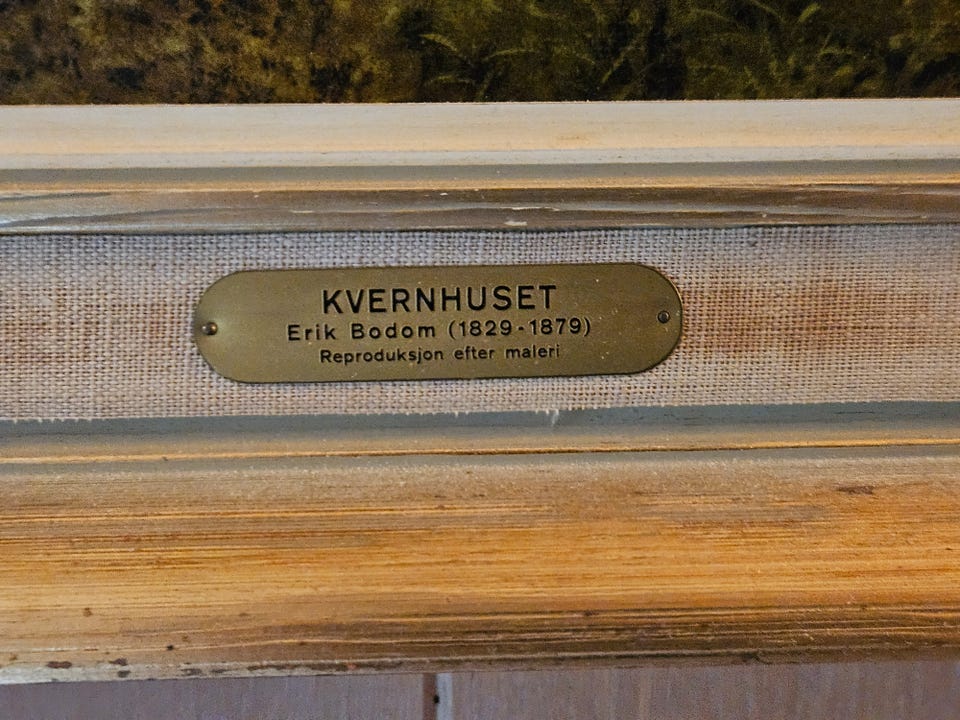 KVERNHUSET
Erik Bodom (1829-1879)
Reproduksjon efter maleri